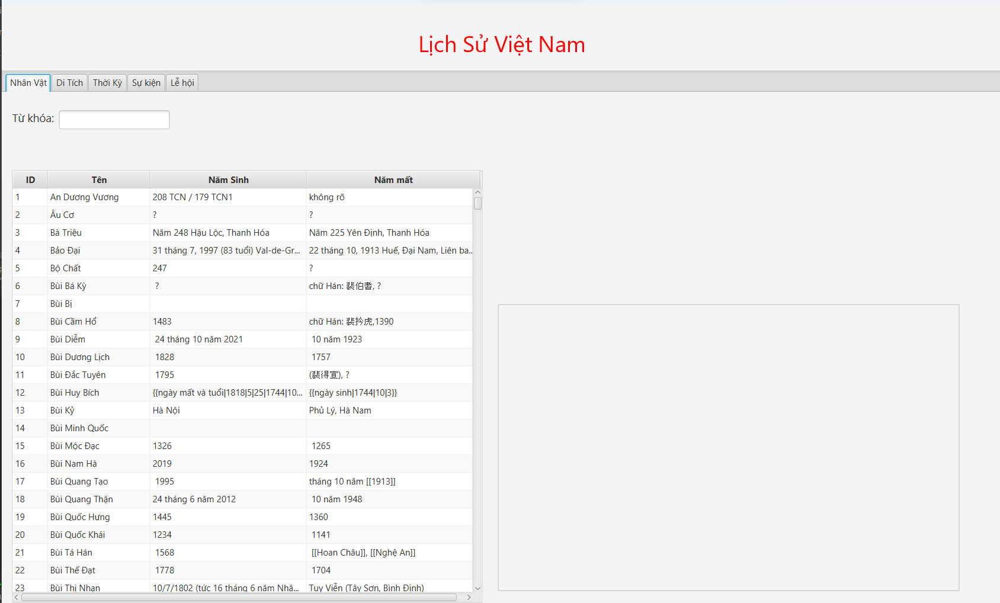 Lịch Sử Việt Nam
Nhân Vật Di Tích Thời Kỳ Sự kiện Lễ hội
Từ khóa:
ID Tên Năm Sinh Năm mất
1 An Dương Vương 208 TCN / 179 TCN1 không rõ
2 Âu Cơ ? ?
3 Bà Triệu Năm 248 Hậu Lộc, Thanh Hóa Năm 225 Yên Định, Thanh Hóa
4 Bảo Đại 31 tháng 7, 1997 (83 tuổi) Val-de-Gr... 22 tháng 10, 1913 Huế, Đại Nam, Liên ba...
5 Bộ Chất 247 ?
6 Bùi Bá Kỳ ? chữ Hán: 裴伯耆, ?
7 Bùi Bị
8 Bùi Cầm Hổ 1483 chữ Hán: 裴扲虎,1390
9 Bùi Diễm 24 tháng 10 năm 2021 10 năm 1923
10 Bùi Dương Lịch 1828 1757
11 Bùi Đắc Tuyên 1795 (裴得宣), ?
12 Bùi Huy Bích {{ngày mất và tuổi|1818|5|25|1744|10... {{ngày sinh|1744|10|3}}
13 Bùi Kỷ Hà Nội Phủ Lý, Hà Nam
14 Bùi Minh Quốc
15 Bùi Mộc Đạc 1326 1265
16 Bùi Nam Hà 2019 1924
17 Bùi Quang Tạo 1995 tháng 10 năm [[1913]]
18 Bùi Quang Thận 24 tháng 6 năm 2012 10 năm 1948
19 Bùi Quốc Hưng 1445 1360
20 Bùi Quốc Khái 1234 1141
21 Bùi Tá Hán 1568 [[Hoan Châu]], [[Nghệ An]]
22 Bùi Thế Đạt 1778 1704
23 Bùi Thị Nhạn 10/7/1802 (tức 16 tháng 6 năm Nhâ... Tuy Viễn (Tây Sơn, Bình Định)